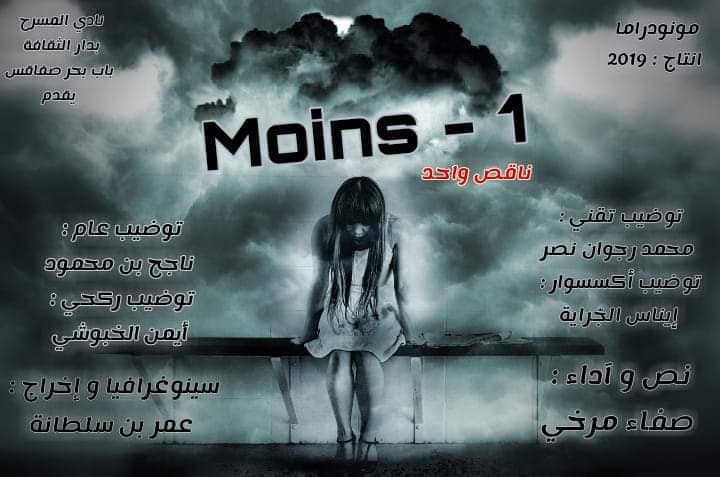 مونودراما
انتاج : 2019
نادي المسرح
بدار الثقافة
باب بحر صفاقس
يقدم
Moins - 1
ناقص واحد
توضيب تقني :
محمد رجوان نصر
توضيب أكسسوار :
إيناس الخراية
نص و آداء :
صفاء مرخي
توضيب عام :
ناجح بن محمود
توضيب ركحي :
أيمن الخبوشي
سينوغرافيا و إخراج :
عمر بن سلطانة